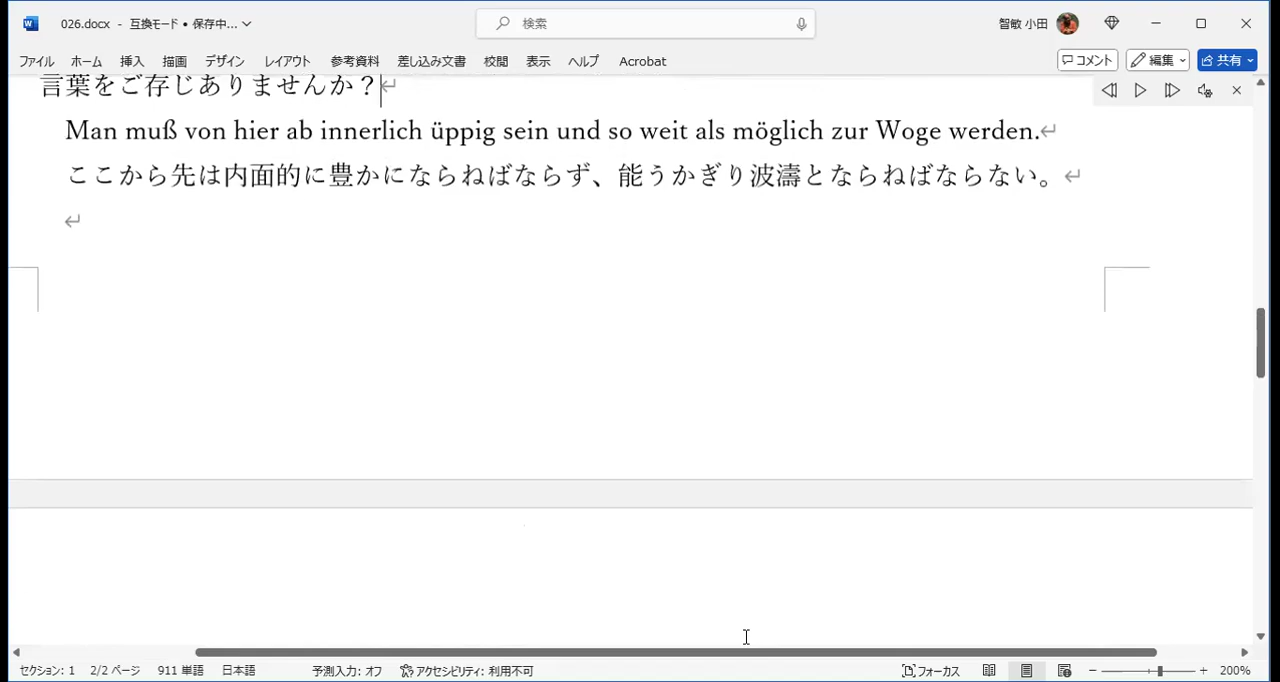 026.docx - 互換モード • 保存中...
検索
智敏 小田
ファイル ホーム 挿入 描画 デザイン レイアウト 参考資料 差し込み文書 校閲 表示 ヘルプ Acrobat
コメント 編集 共有
言葉をご存じありませんか？
Man muß von hier ab innerlich üppig sein und so weit als möglich zur Woge werden.
ここから先は内面的に豊かにならねばならず、能うかぎり波濤とならねばならない。
セクション: 1 2/2 ページ 911 単語 日本語 予測入力: オフ アクセシビリティ: 利用不可 フォーカス 200%